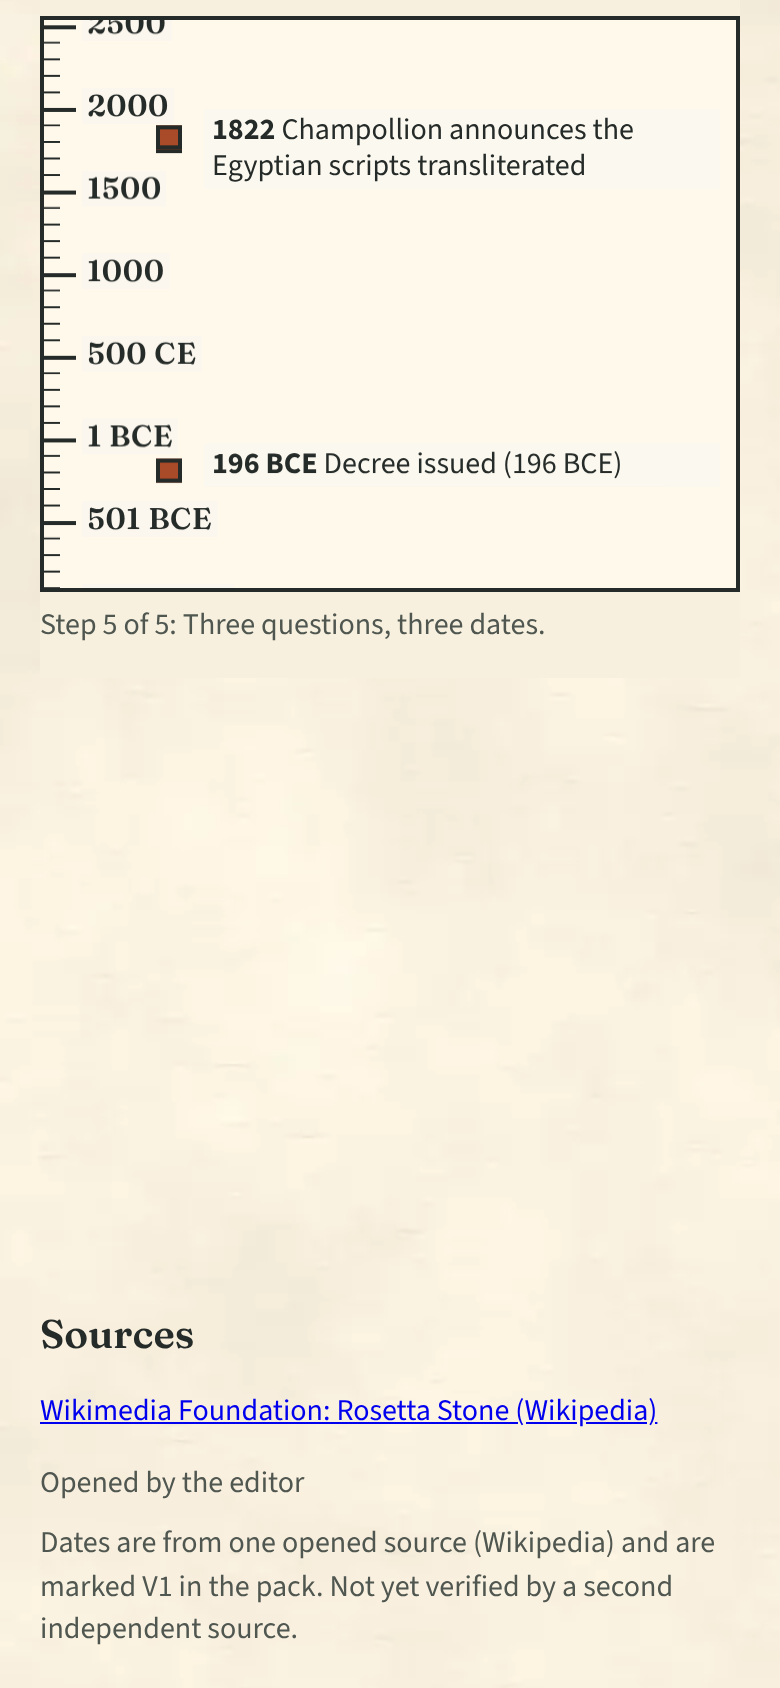 2500
2000
1822 Champollion announces the
Egyptian scripts transliterated
1500
1000
500 CE
1 BCE
196 BCE Decree issued (196 BCE)
501 BCE
Step 5 of 5: Three questions, three dates.
Sources
Wikimedia Foundation: Rosetta Stone (Wikipedia)
Opened by the editor
Dates are from one opened source (Wikipedia) and are
marked V1 in the pack. Not yet verified by a second
independent source.